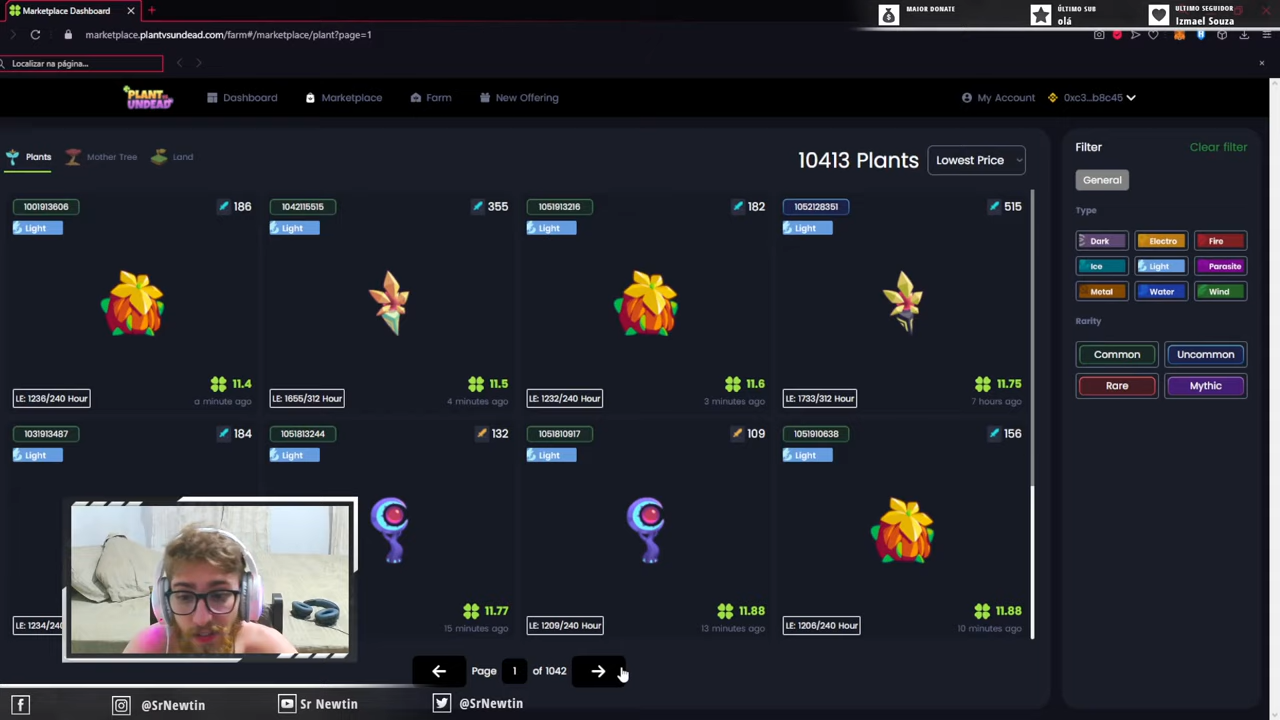 Marketplace Dashboard
MAIOR DONATE
ÚLTIMO SUB
olá
ULTIMO SEGUIDOR
Izmael Souza
marketplace.plantvsundead.com/farm#/marketplace/plant?page=1
Localizar na página...
PLANT VS UNDEAD
Dashboard
Marketplace
Farm
New Offering
My Account
0xc3...b8c45
Plants
Mother Tree
Land
10413 Plants
Lowest Price
Filter
Clear filter
General
Type
Dark
Electro
Fire
Ice
Light
Parasite
Metal
Water
Wind
Rarity
Common
Uncommon
Rare
Mythic
1001913606
186
Light
11.4
LE: 1236/240 Hour
a minute ago
1042115515
355
Light
11.5
LE: 1655/312 Hour
4 minutes ago
1051913216
182
Light
11.6
LE: 1232/240 Hour
3 minutes ago
1052128351
515
Light
11.75
LE: 1733/312 Hour
7 hours ago
1031913487
184
Light
LE: 1234/240
1051813244
132
Light
11.77
15 minutes ago
1051810917
109
Light
11.88
LE: 1209/240 Hour
13 minutes ago
1051910638
156
Light
11.88
LE: 1206/240 Hour
10 minutes ago
Page 1 of 1042
@SrNewtin
Sr Newtin
@SrNewtin